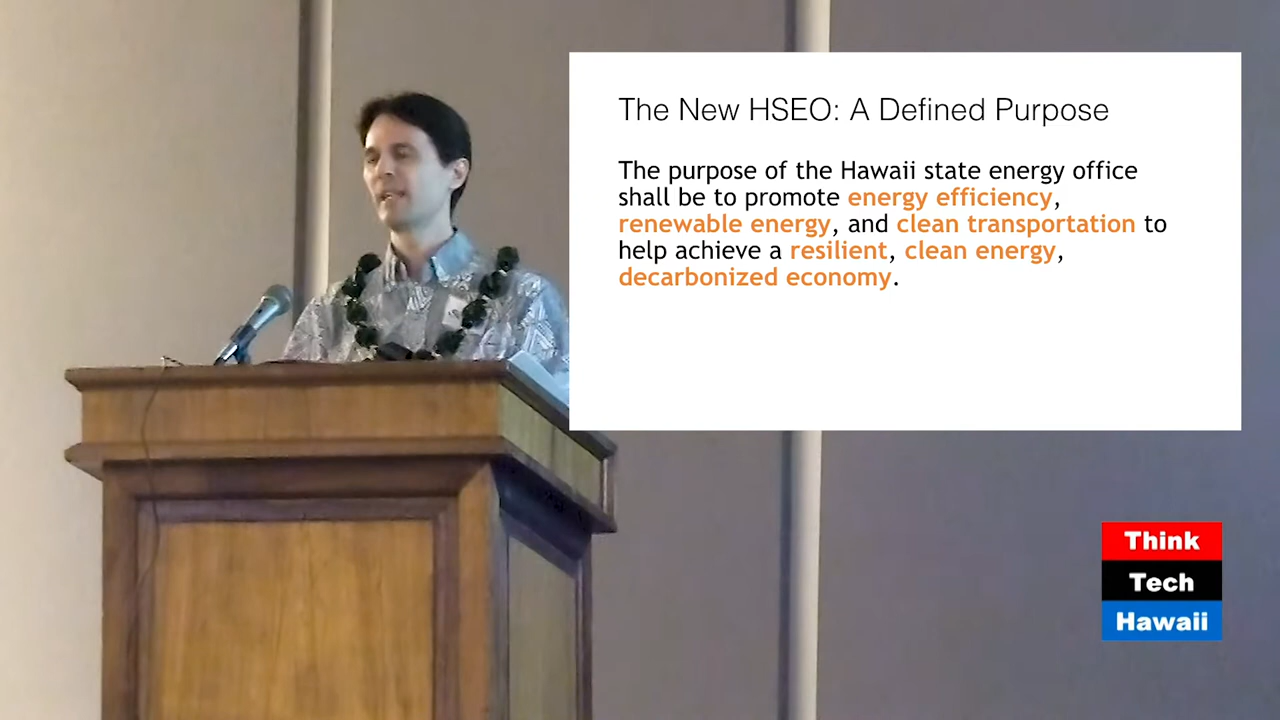 The New HSEO: A Defined Purpose
The purpose of the Hawaii state energy office
shall be to promote energy efficiency,
renewable energy, and clean transportation to
help achieve a resilient, clean energy,
decarbonized economy.
Think
Tech
Hawaii